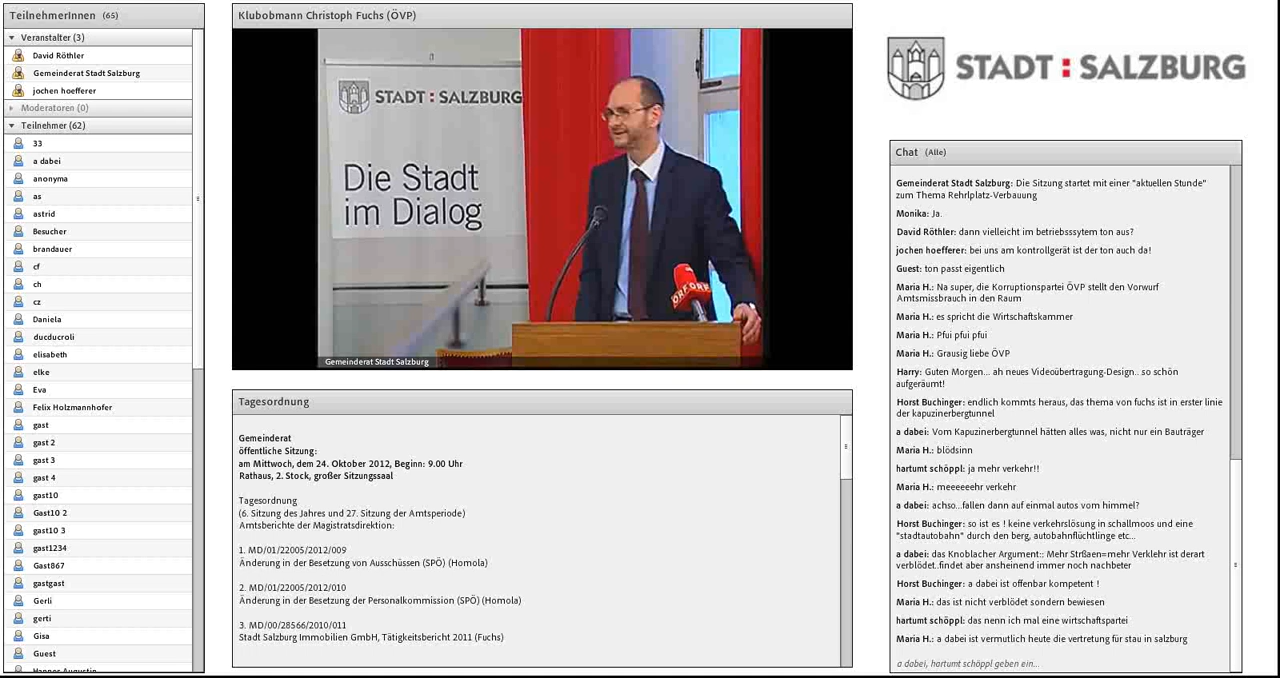 TeilnehmerInnen (65)
Veranstalter (3)
David Röthler
Gemeinderat Stadt Salzburg
jochen hoefferer
Moderatoren (0)
Teilnehmer (62)
33
a dabei
anonyma
as
astrid
Besucher
brandauer
cf
ch
cz
Daniela
ducducroli
elisabeth
elke
Eva
Felix Holzmannhofer
gast
gast 2
gast 3
gast 4
gast10
Gast10 2
gast10 3
gast1234
Gast867
gastgast
Gerli
gerti
Gisa
Guest
Hannes Augustin
Klubobmann Christoph Fuchs (ÖVP)
STADT : SALZBURG
Die Stadt
im Dialog
ORF ORF
Gemeinderat Stadt Salzburg
Tagesordnung
Gemeinderat
öffentliche Sitzung:
am Mittwoch, dem 24. Oktober 2012, Beginn: 9.00 Uhr
Rathaus, 2. Stock, großer Sitzungssaal
Tagesordnung
(6. Sitzung des Jahres und 27. Sitzung der Amtsperiode)
Amtsberichte der Magistratsdirektion:
1. MD/01/22005/2012/009
Änderung in der Besetzung von Ausschüssen (SPÖ) (Homola)
2. MD/01/22005/2012/010
Änderung in der Besetzung der Personalkommission (SPÖ) (Homola)
3. MD/00/28566/2010/011
Stadt Salzburg Immobilien GmbH, Tätigkeitsbericht 2011 (Fuchs)
STADT : SALZBURG
Chat (Alle)
Gemeinderat Stadt Salzburg: Die Sitzung startet mit einer "aktuellen Stunde"
zum Thema Rehrlplatz-Verbauung
Monika: Ja.
David Röthler: dann vielleicht im betriebsssytem ton aus?
jochen hoefferer: bei uns am kontrollgerät ist der ton auch da!
Guest: ton passt eigentlich
Maria H.: Na super, die Korruptionspartei ÖVP stellt den Vorwurf
Amtsmissbrauch in den Raum
Maria H.: es spricht die Wirtschaftskammer
Maria H.: Pfui pfui pfui
Maria H.: Grausig liebe ÖVP
Harry: Guten Morgen... ah neues Videoübertragung-Design.. so schön
aufgeräumt!
Horst Buchinger: endlich kommts heraus, das thema von fuchs ist in erster linie
der kapuzinerbergtunnel
a dabei: Vom Kapuzinerbergtunnel hätten alles was, nicht nur ein Bauträger
Maria H.: blödsinn
hartumt schöppl: ja mehr verkehr!!
Maria H.: meeeeeehr verkehr
a dabei: achso...fallen dann auf einmal autos vom himmel?
Horst Buchinger: so ist es ! keine verkehrslösung in schallmoos und eine
"stadtautobahn" durch den berg, autobahnflüchtlinge etc...
a dabei: das Knoblacher Argument:: Mehr Strßaen=mehr Verklehr ist derart
verblödet..findet aber ansheinend immer noch nachbeter
Horst Buchinger: a dabei ist offenbar kompetent !
Maria H.: das ist nicht verblödet sondern bewiesen
hartumt schöppl: das nenn ich mal eine wirtschaftspartei
Maria H.: a dabei ist vermutlich heute die vertretung für stau in salzburg
a dabei, hartumt schöppl geben ein...